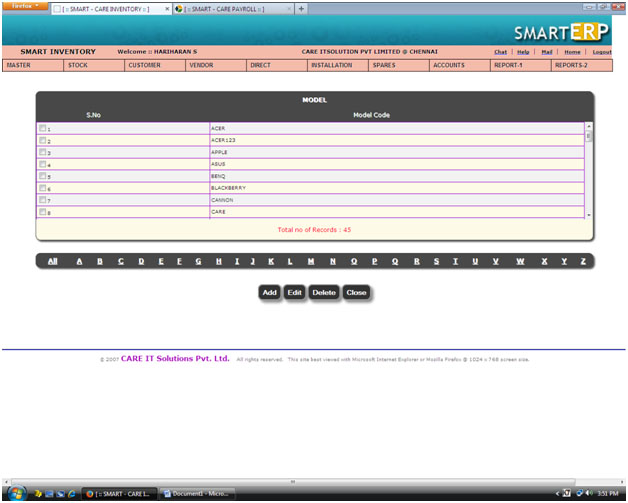 firefox
[ :: SMART - CARE INVENTORY :: ] × [ :: SMART - CARE PAYROLL :: ] × +
SMARTERP
SMART INVENTORY Welcome :: HARIHARAN S CARE ITSOLUTION PVT LIMITED @ CHENNAI Chat | Help | Mail | Home | Logout
MASTER STOCK CUSTOMER VENDOR DIRECT INSTALLATION SPARES ACCOUNTS REPORT-1 REPORTS-2
MODEL
S.No Model Code
1 ACER
2 ACER123
3 APPLE
4 ASUS
5 BENQ
6 BLACKBERRY
7 CANNON
8 CARE
Total no of Records : 45
All A B C D E F G H I J K L M N O P Q R S T U V W X Y Z
Add Edit Delete Close
© 2007 CARE IT Solutions Pvt. Ltd. All rights reserved. This site best viewed with Microsoft Internet Explorer or Mozilla Firefox @ 1024 x 768 screen size.
[ :: SMART - CARE I... Document1 - Micro... 3:51 PM